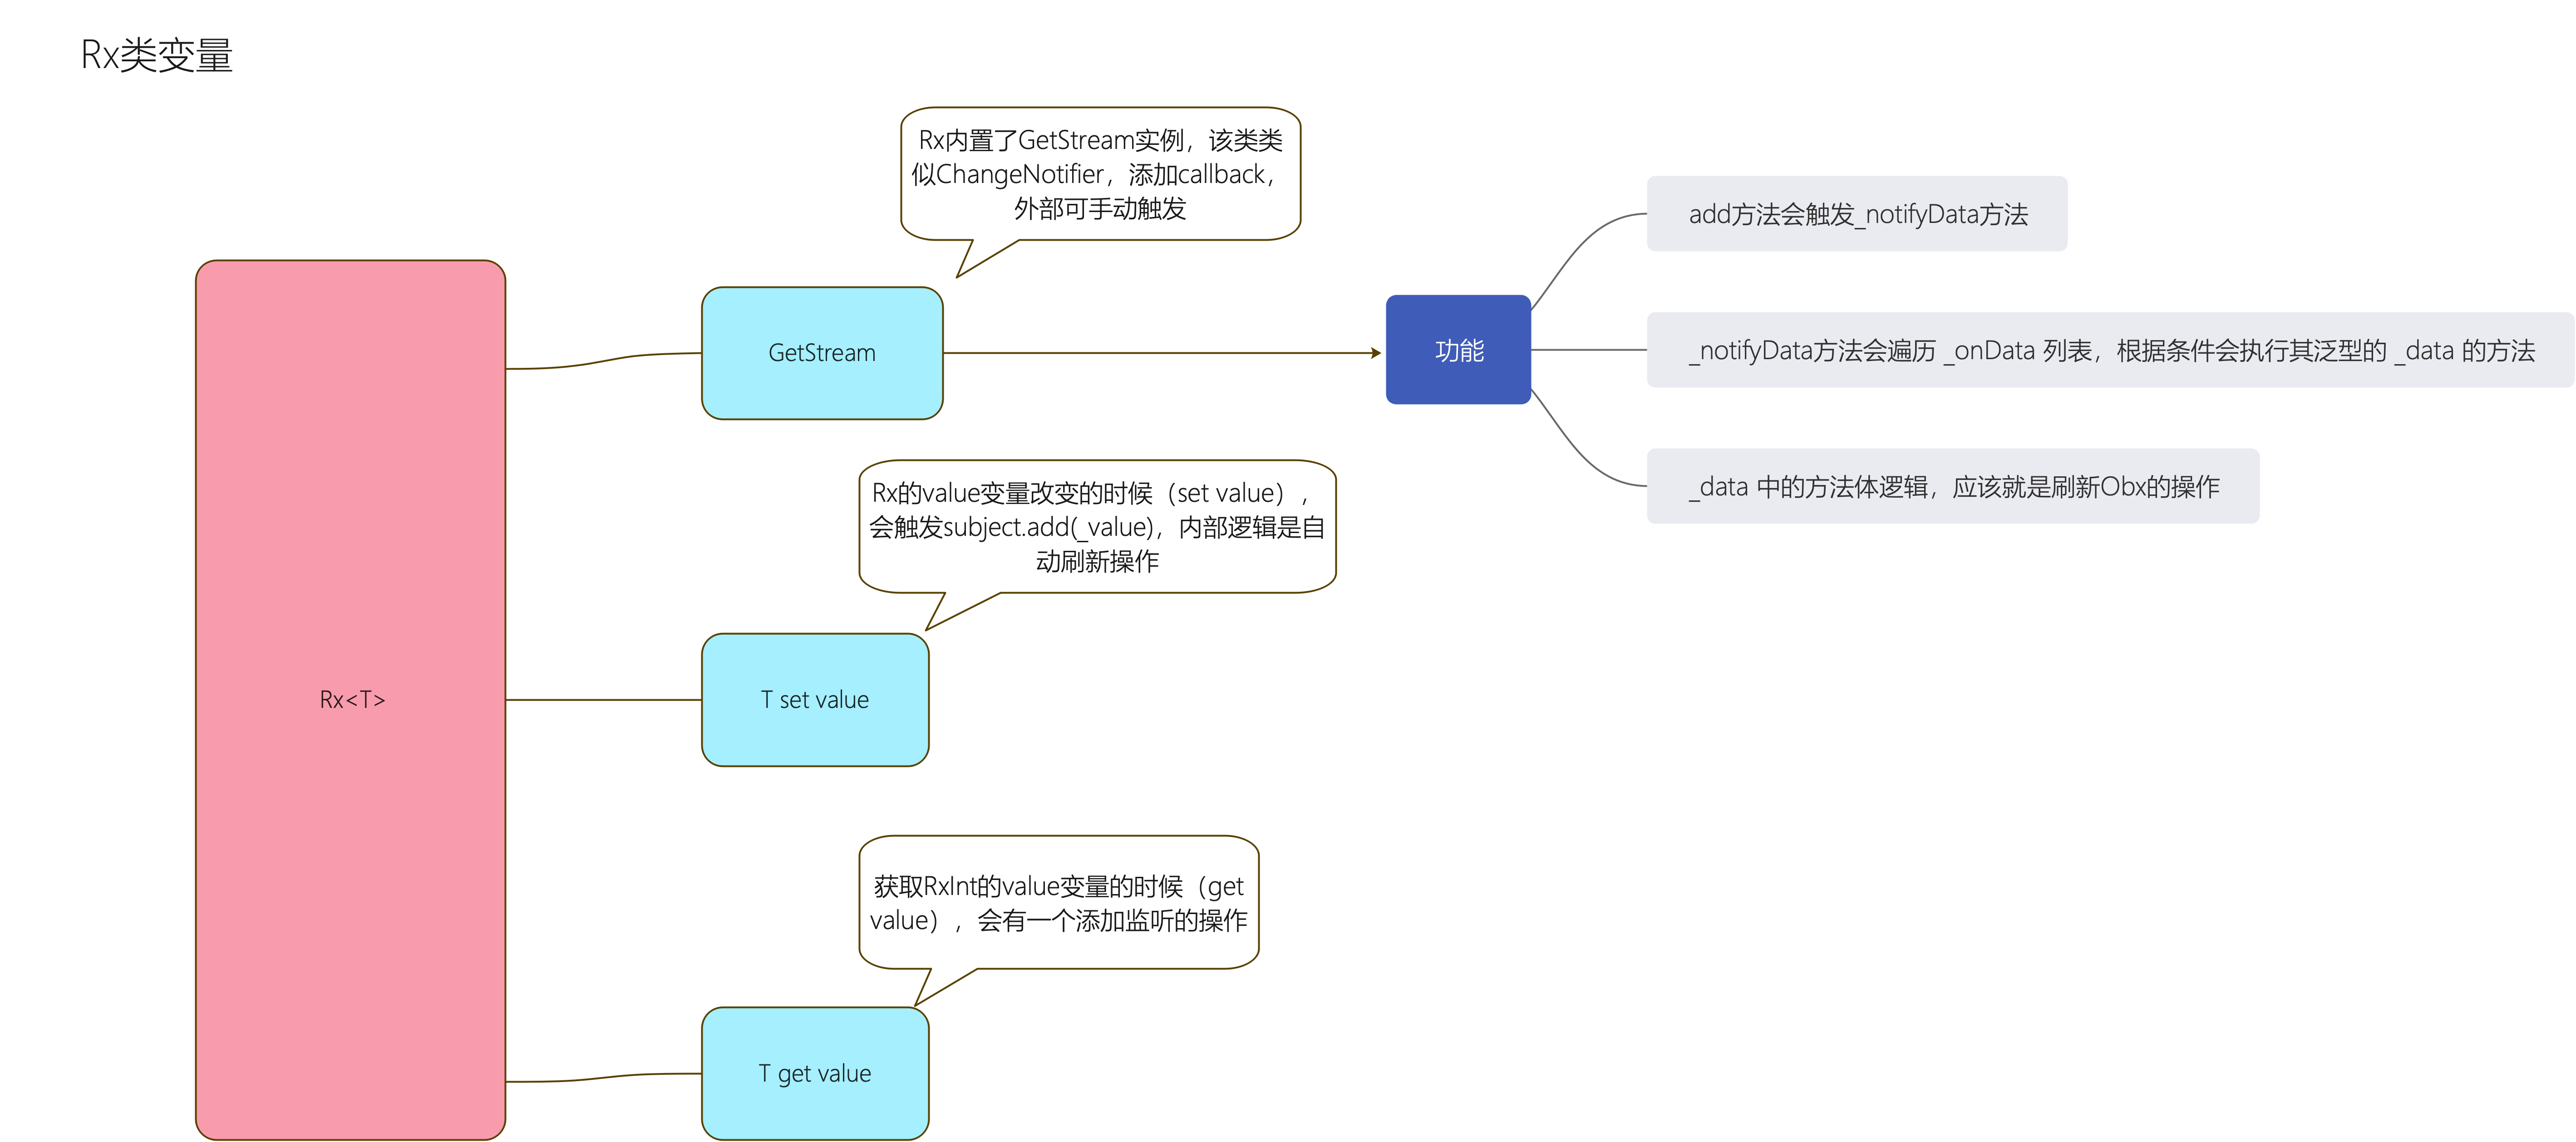 Rx类变量
Rx内置了GetStream实例，该类类
似ChangeNotifier，添加callback，
外部可手动触发
add方法会触发_notifyData方法
GetStream
功能
_notifyData方法会遍历 _onData 列表，根据条件会执行其泛型的 _data 的方法
_data 中的方法体逻辑，应该就是刷新Obx的操作
Rx的value变量改变的时候（set value），
会触发subject.add(_value)，内部逻辑是自
动刷新操作
Rx<T>
T set value
获取RxInt的value变量的时候（get
value），会有一个添加监听的操作
T get value